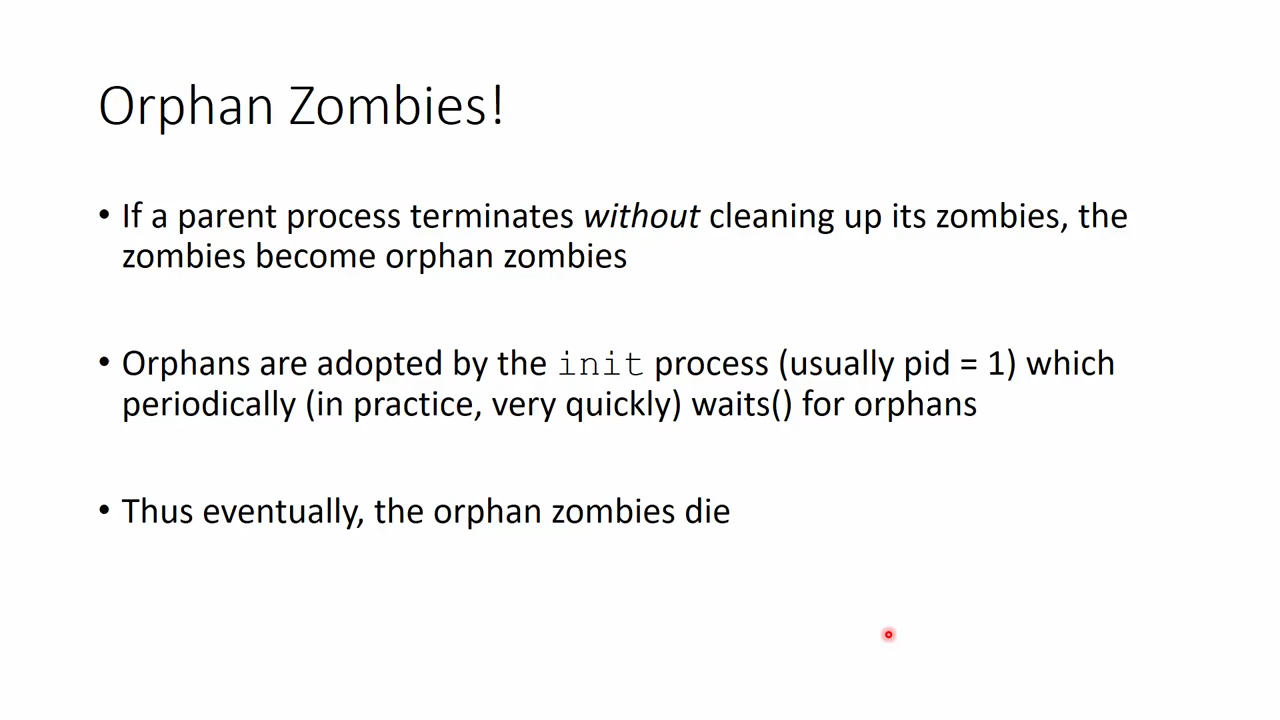 Orphan Zombies!
• If a parent process terminates without cleaning up its zombies, the
zombies become orphan zombies
• Orphans are adopted by the init process (usually pid = 1) which
periodically (in practice, very quickly) waits() for orphans
• Thus eventually, the orphan zombies die